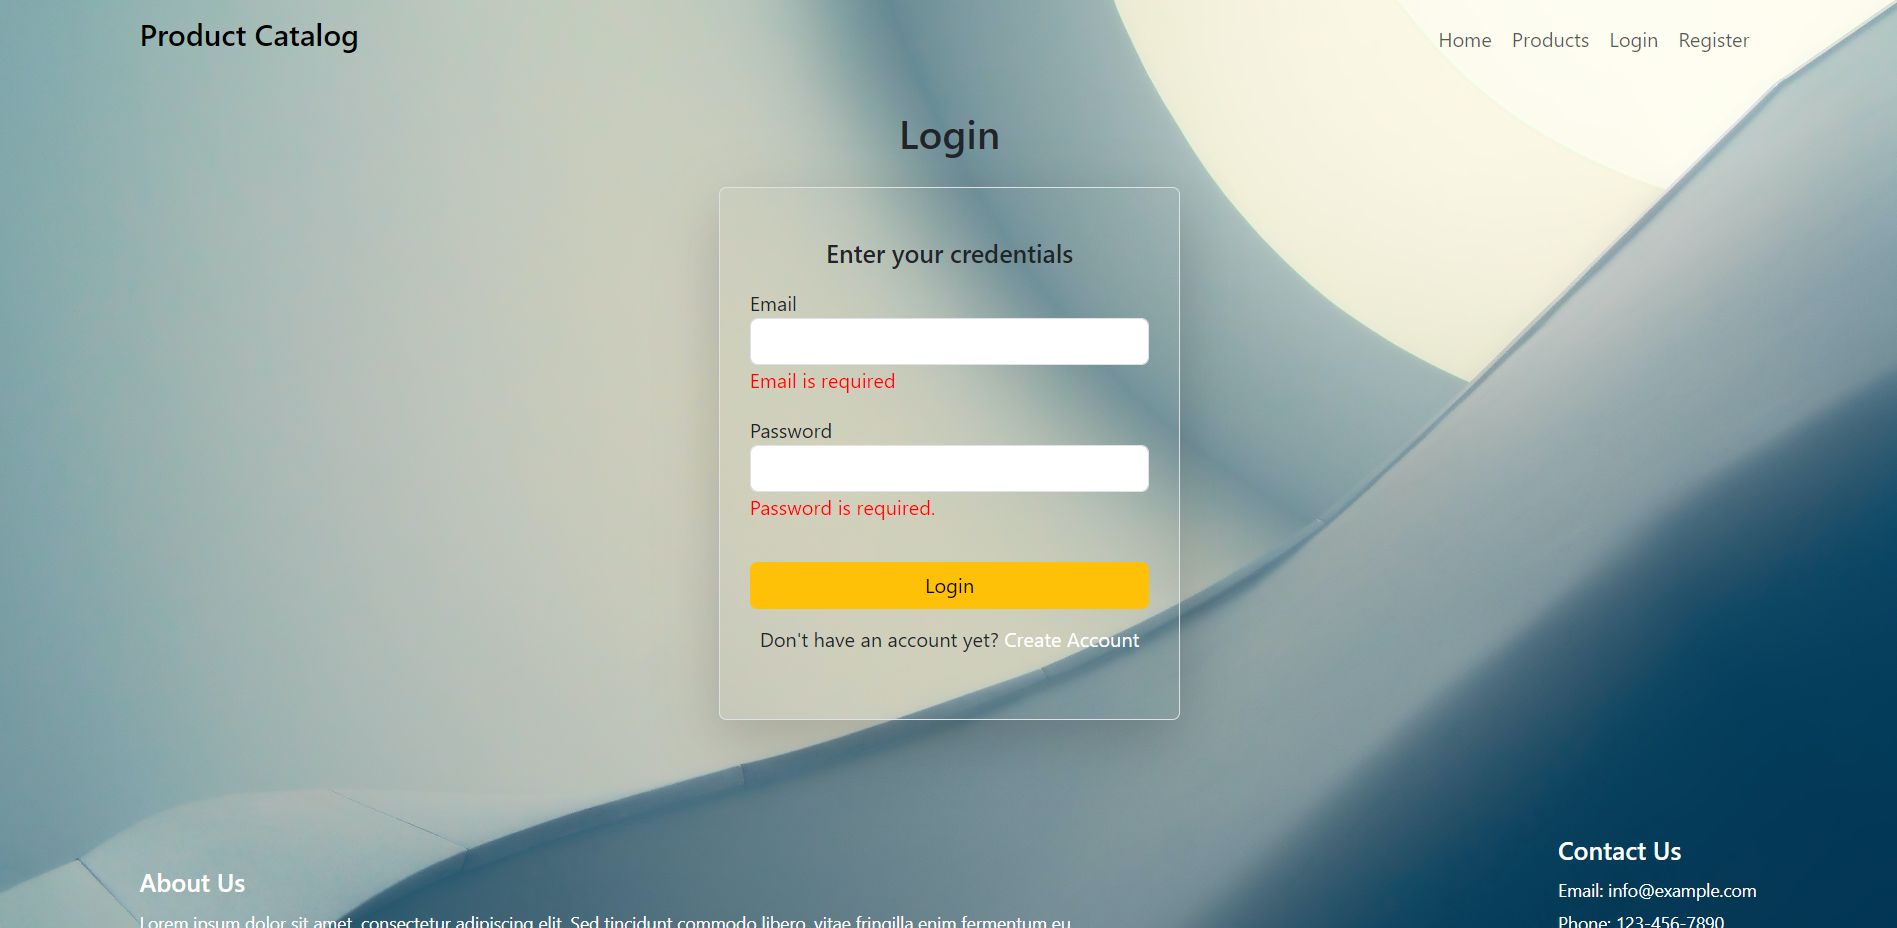 Product Catalog
Home Products Login Register
Login
Enter your credentials
Email
Email is required
Password
Password is required.
Login
Don't have an account yet? Create Account
About Us
Lorem ipsum dolor sit amet, consectetur adipiscing elit. Sed tincidunt commodo libero, vitae fringilla enim fermentum eu
Contact Us
Email: info@example.com
Phone: 123-456-7890